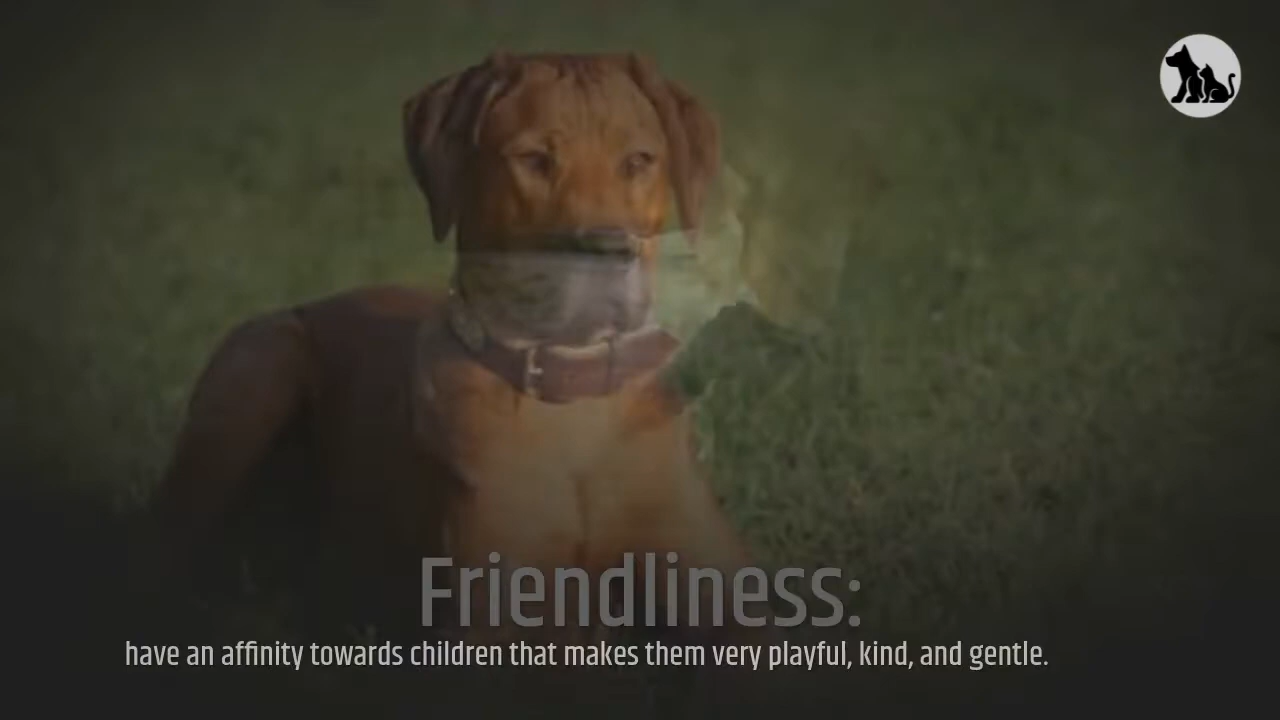 Friendliness:
have an affinity towards children that makes them very playful, kind, and gentle.